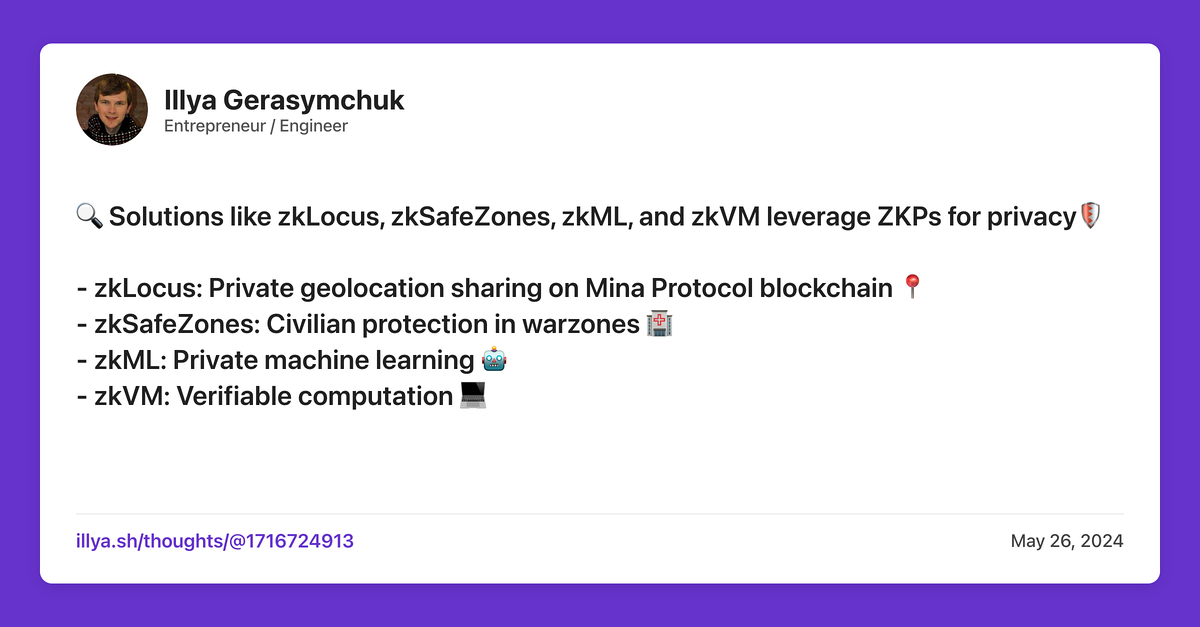 Illya Gerasymchuk
Entrepreneur / Engineer
🔍 Solutions like zkLocus, zkSafeZones, zkML, and zkVM leverage ZKPs for privacy🛡️
- zkLocus: Private geolocation sharing on Mina Protocol blockchain 📍
- zkSafeZones: Civilian protection in warzones 🏥
- zkML: Private machine learning 🤖
- zkVM: Verifiable computation 💻
illya.sh/thoughts/@1716724913
May 26, 2024